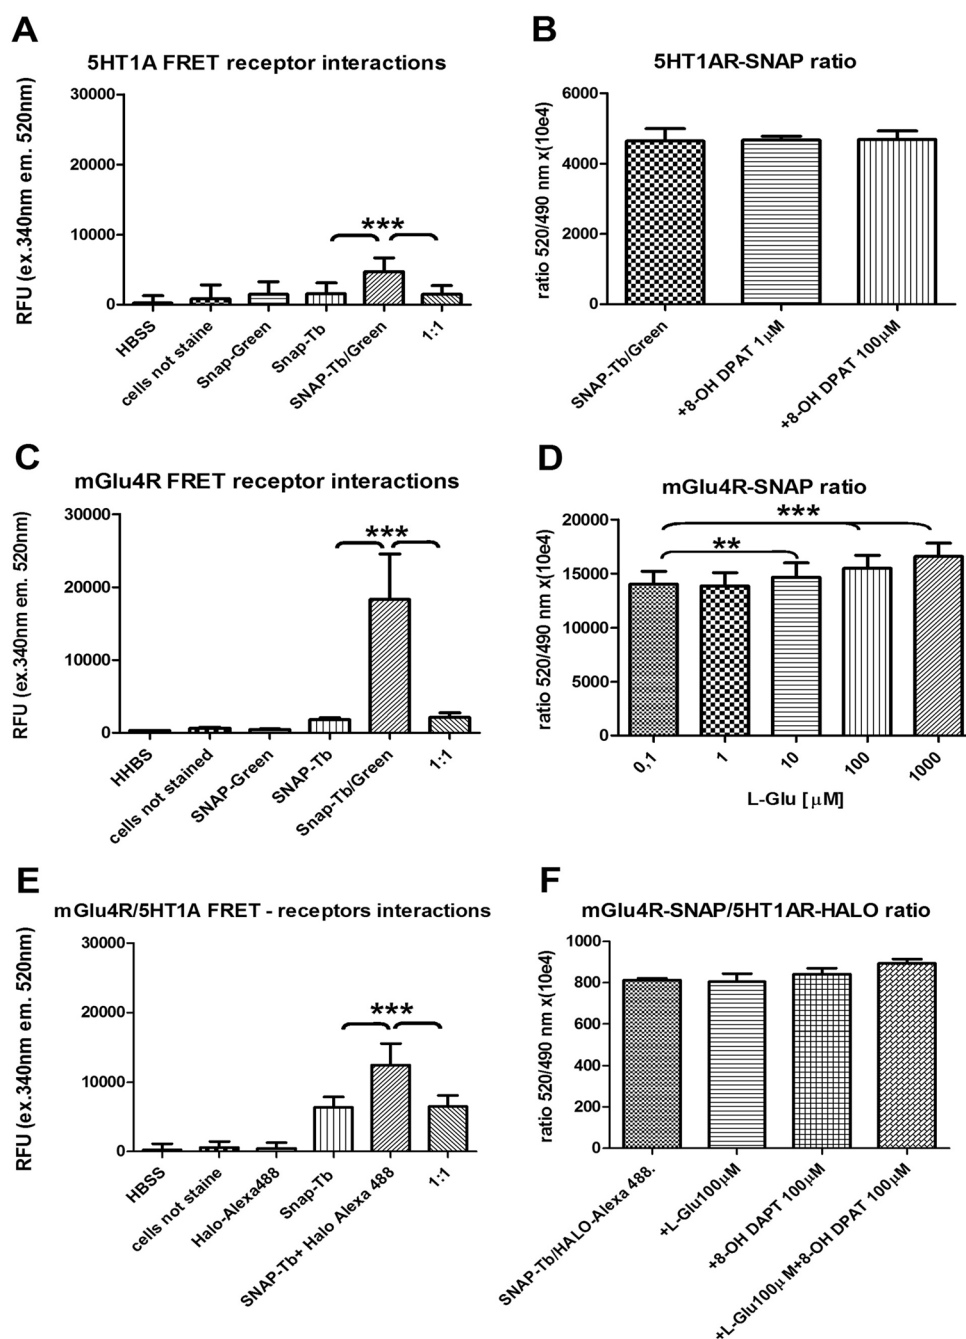 A
5HT1A FRET receptor interactions
RFU (ex.340nm em. 520nm)
30000
20000
10000
0
***
HBSS
cells not staine
Snap-Green
Snap-Tb
SNAP-Tb/Green
1:1
B
5HT1AR-SNAP ratio
ratio 520/490 nm x(10e4)
6000
4000
2000
0
SNAP-Tb/Green
+8-OH DPAT 1µM
+8-OH DPAT 100µM
C
mGlu4R FRET receptor interactions
RFU (ex.340nm em. 520nm)
30000
20000
10000
0
***
HHBS
cells not stained
SNAP-Green
SNAP-Tb
Snap-Tb/Green
1:1
D
mGlu4R-SNAP ratio
ratio 520/490 nm x(10e4)
20000
15000
10000
5000
0
***
**
0,1
1
10
100
1000
L-Glu [µM]
E
mGlu4R/5HT1A FRET - receptors interactions
RFU (ex.340nm em. 520nm)
30000
20000
10000
0
***
HBSS
cells not staine
Halo-Alexa488
Snap-Tb
SNAP-Tb+ Halo Alexa 488
1:1
F
mGlu4R-SNAP/5HT1AR-HALO ratio
ratio 520/490 nm x(10e4)
1000
800
600
400
200
0
SNAP-Tb/HALO-Alexa 488.
+L-Glu100µM
+8-OH DAPT 100µM
+L-Glu100µM+8-OH DPAT 100µM